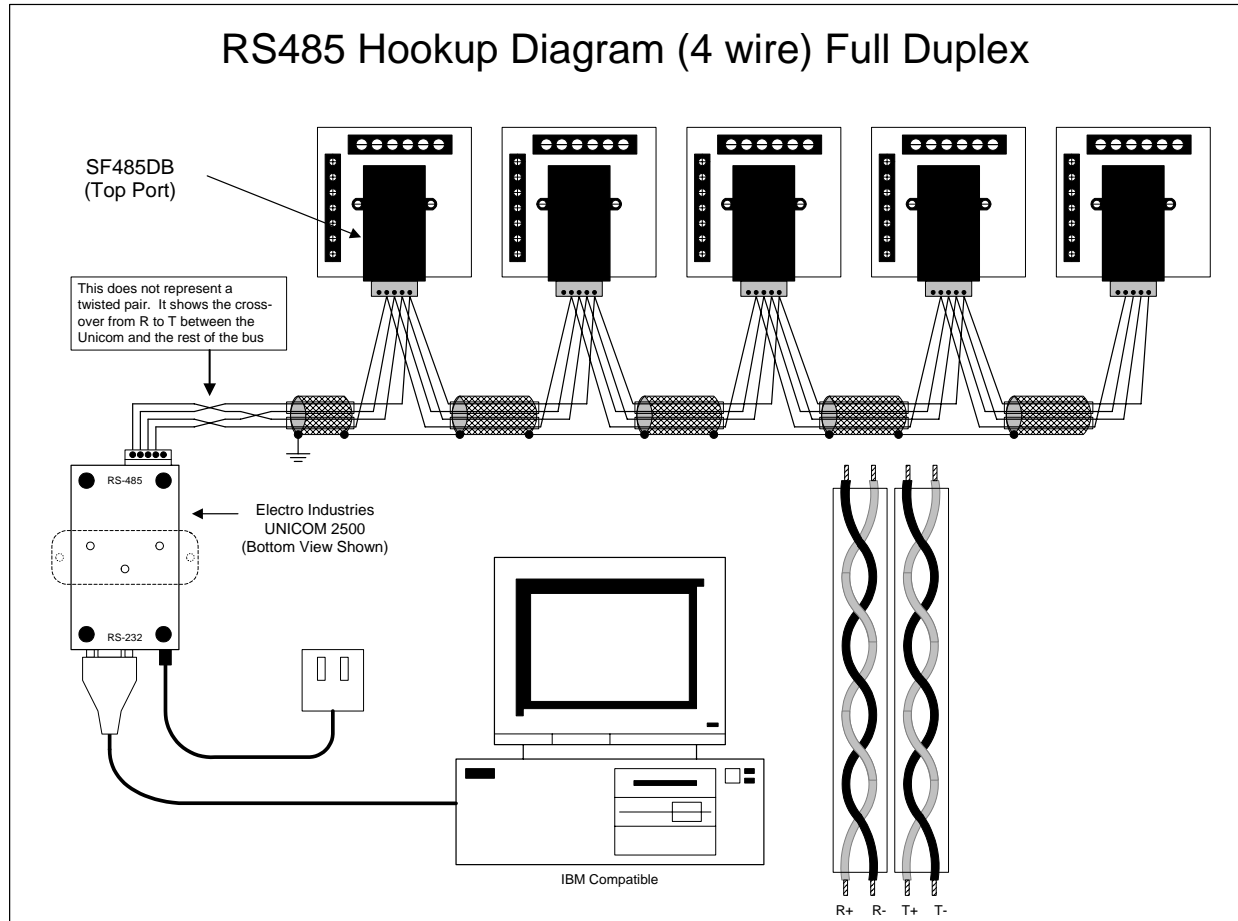 RS485 Hookup Diagram (4 wire) Full Duplex
SF485DB
(Top Port)
This does not represent a
twisted pair.  It shows the cross-
over from R to T between the
Unicom and the rest of the bus
RS-485
Electro Industries
UNICOM 2500
(Bottom View Shown)
RS-232
IBM Compatible
R+ R- T+ T-